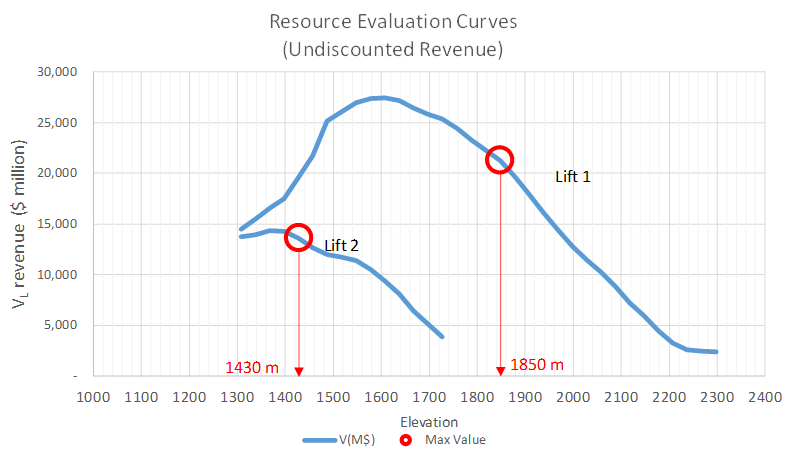 Resource Evaluation Curves
(Undiscounted Revenue)
30,000
25,000
20,000
15,000
10,000
5,000
-
V_L revenue ($ million)
Lift 1
Lift 2
1430 m
1850 m
1000 1100 1200 1300 1400 1500 1600 1700 1800 1900 2000 2100 2200 2300 2400
Elevation
V(M$) Max Value